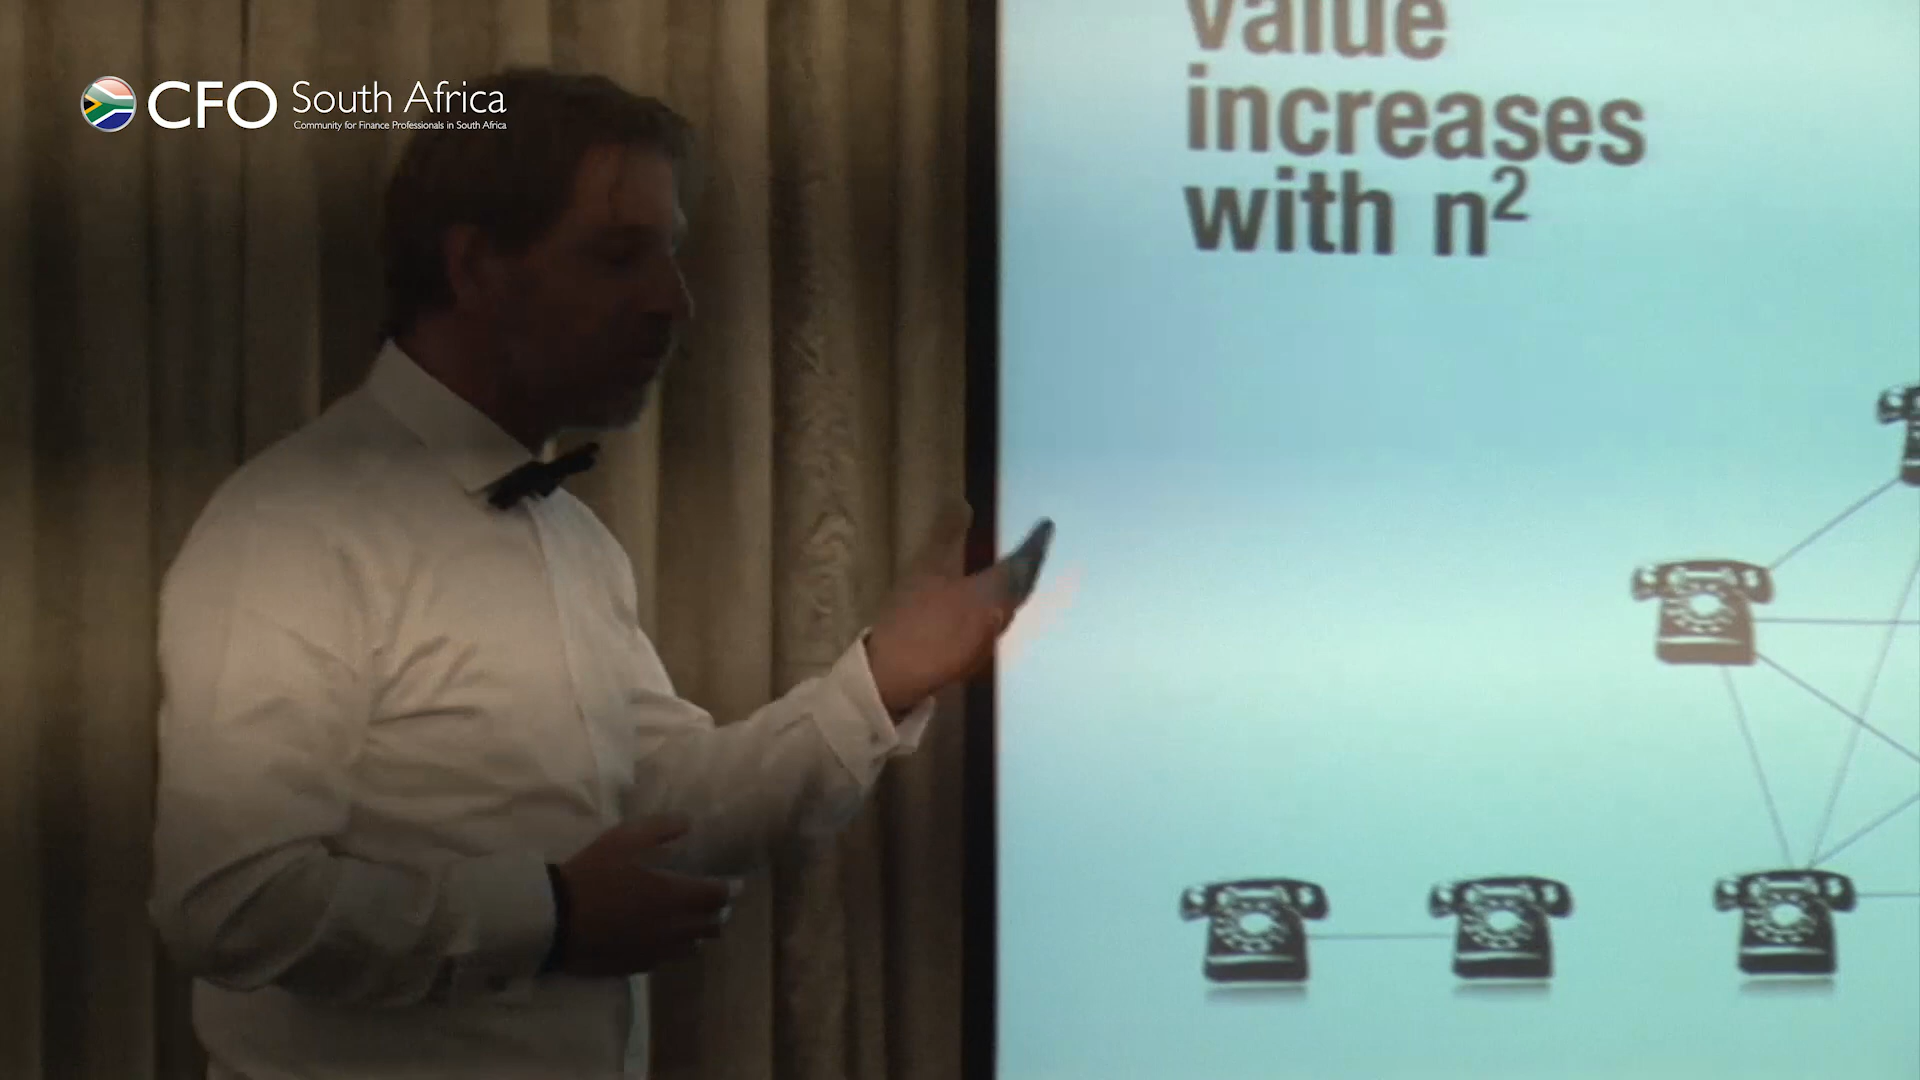 CFO South Africa
Community for Finance Professionals in South Africa
value
increases
with n²